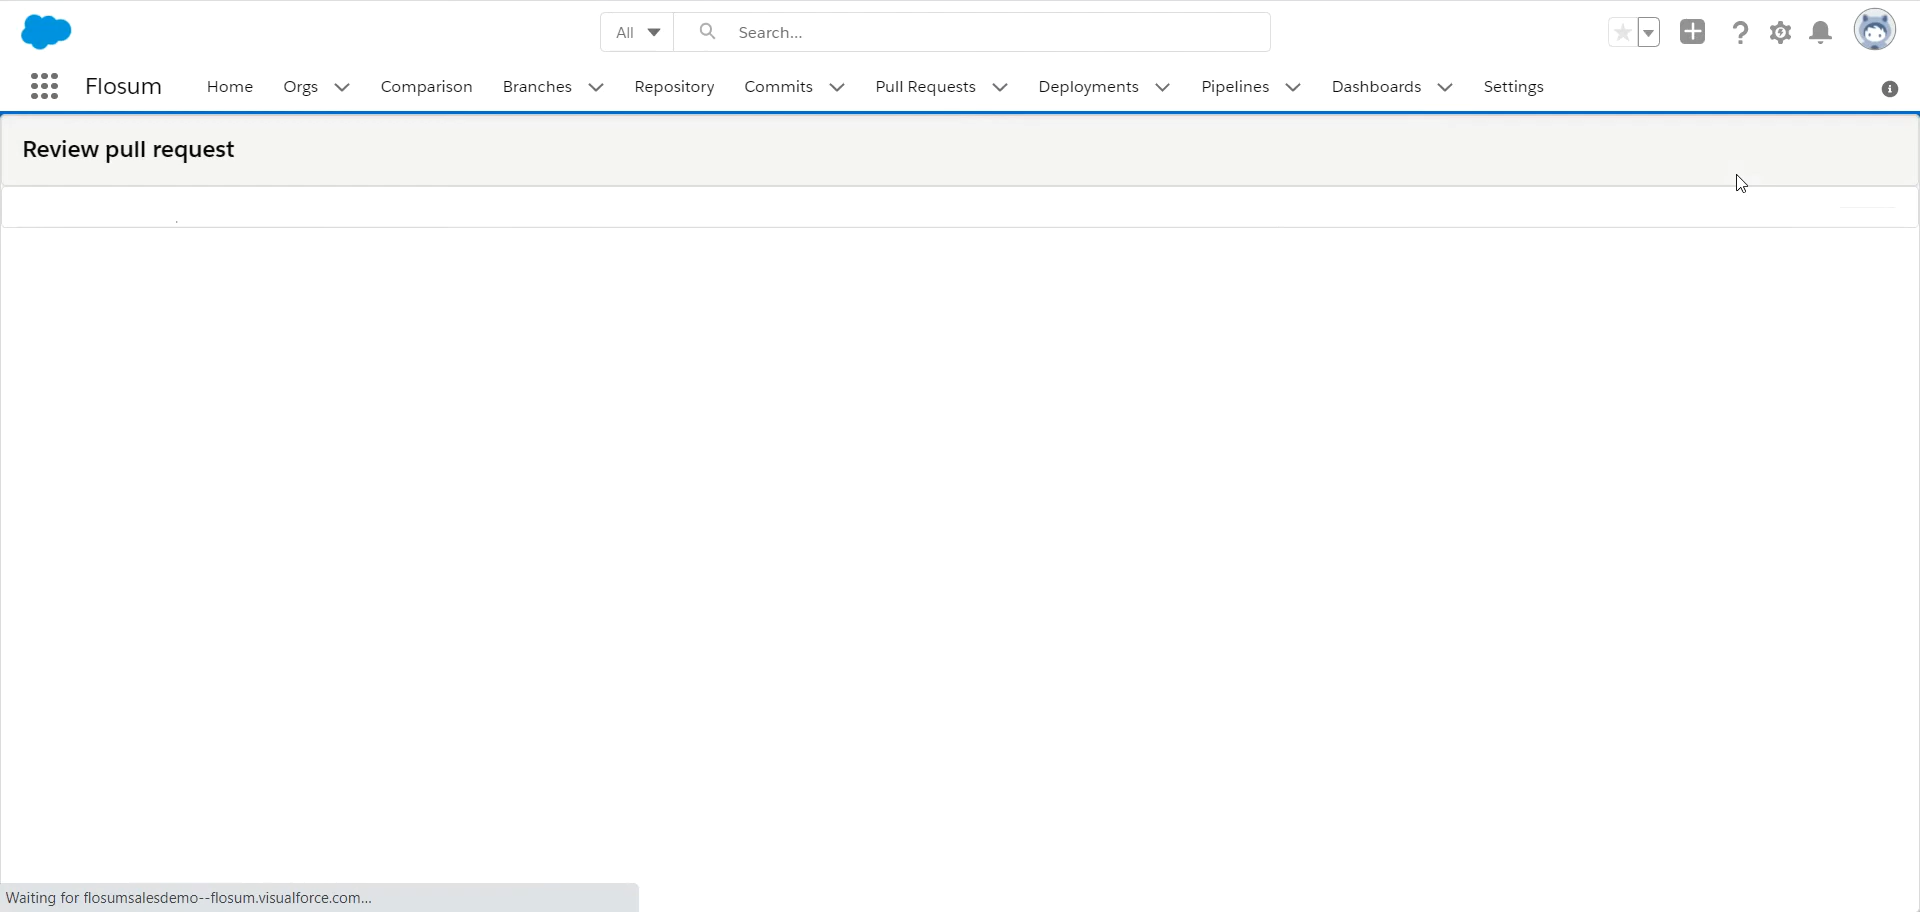 All
Search...
Flosum
Home
Orgs
Comparison
Branches
Repository
Commits
Pull Requests
Deployments
Pipelines
Dashboards
Settings
Review pull request
Waiting for flosumsalesdemo--flosum.visualforce.com...